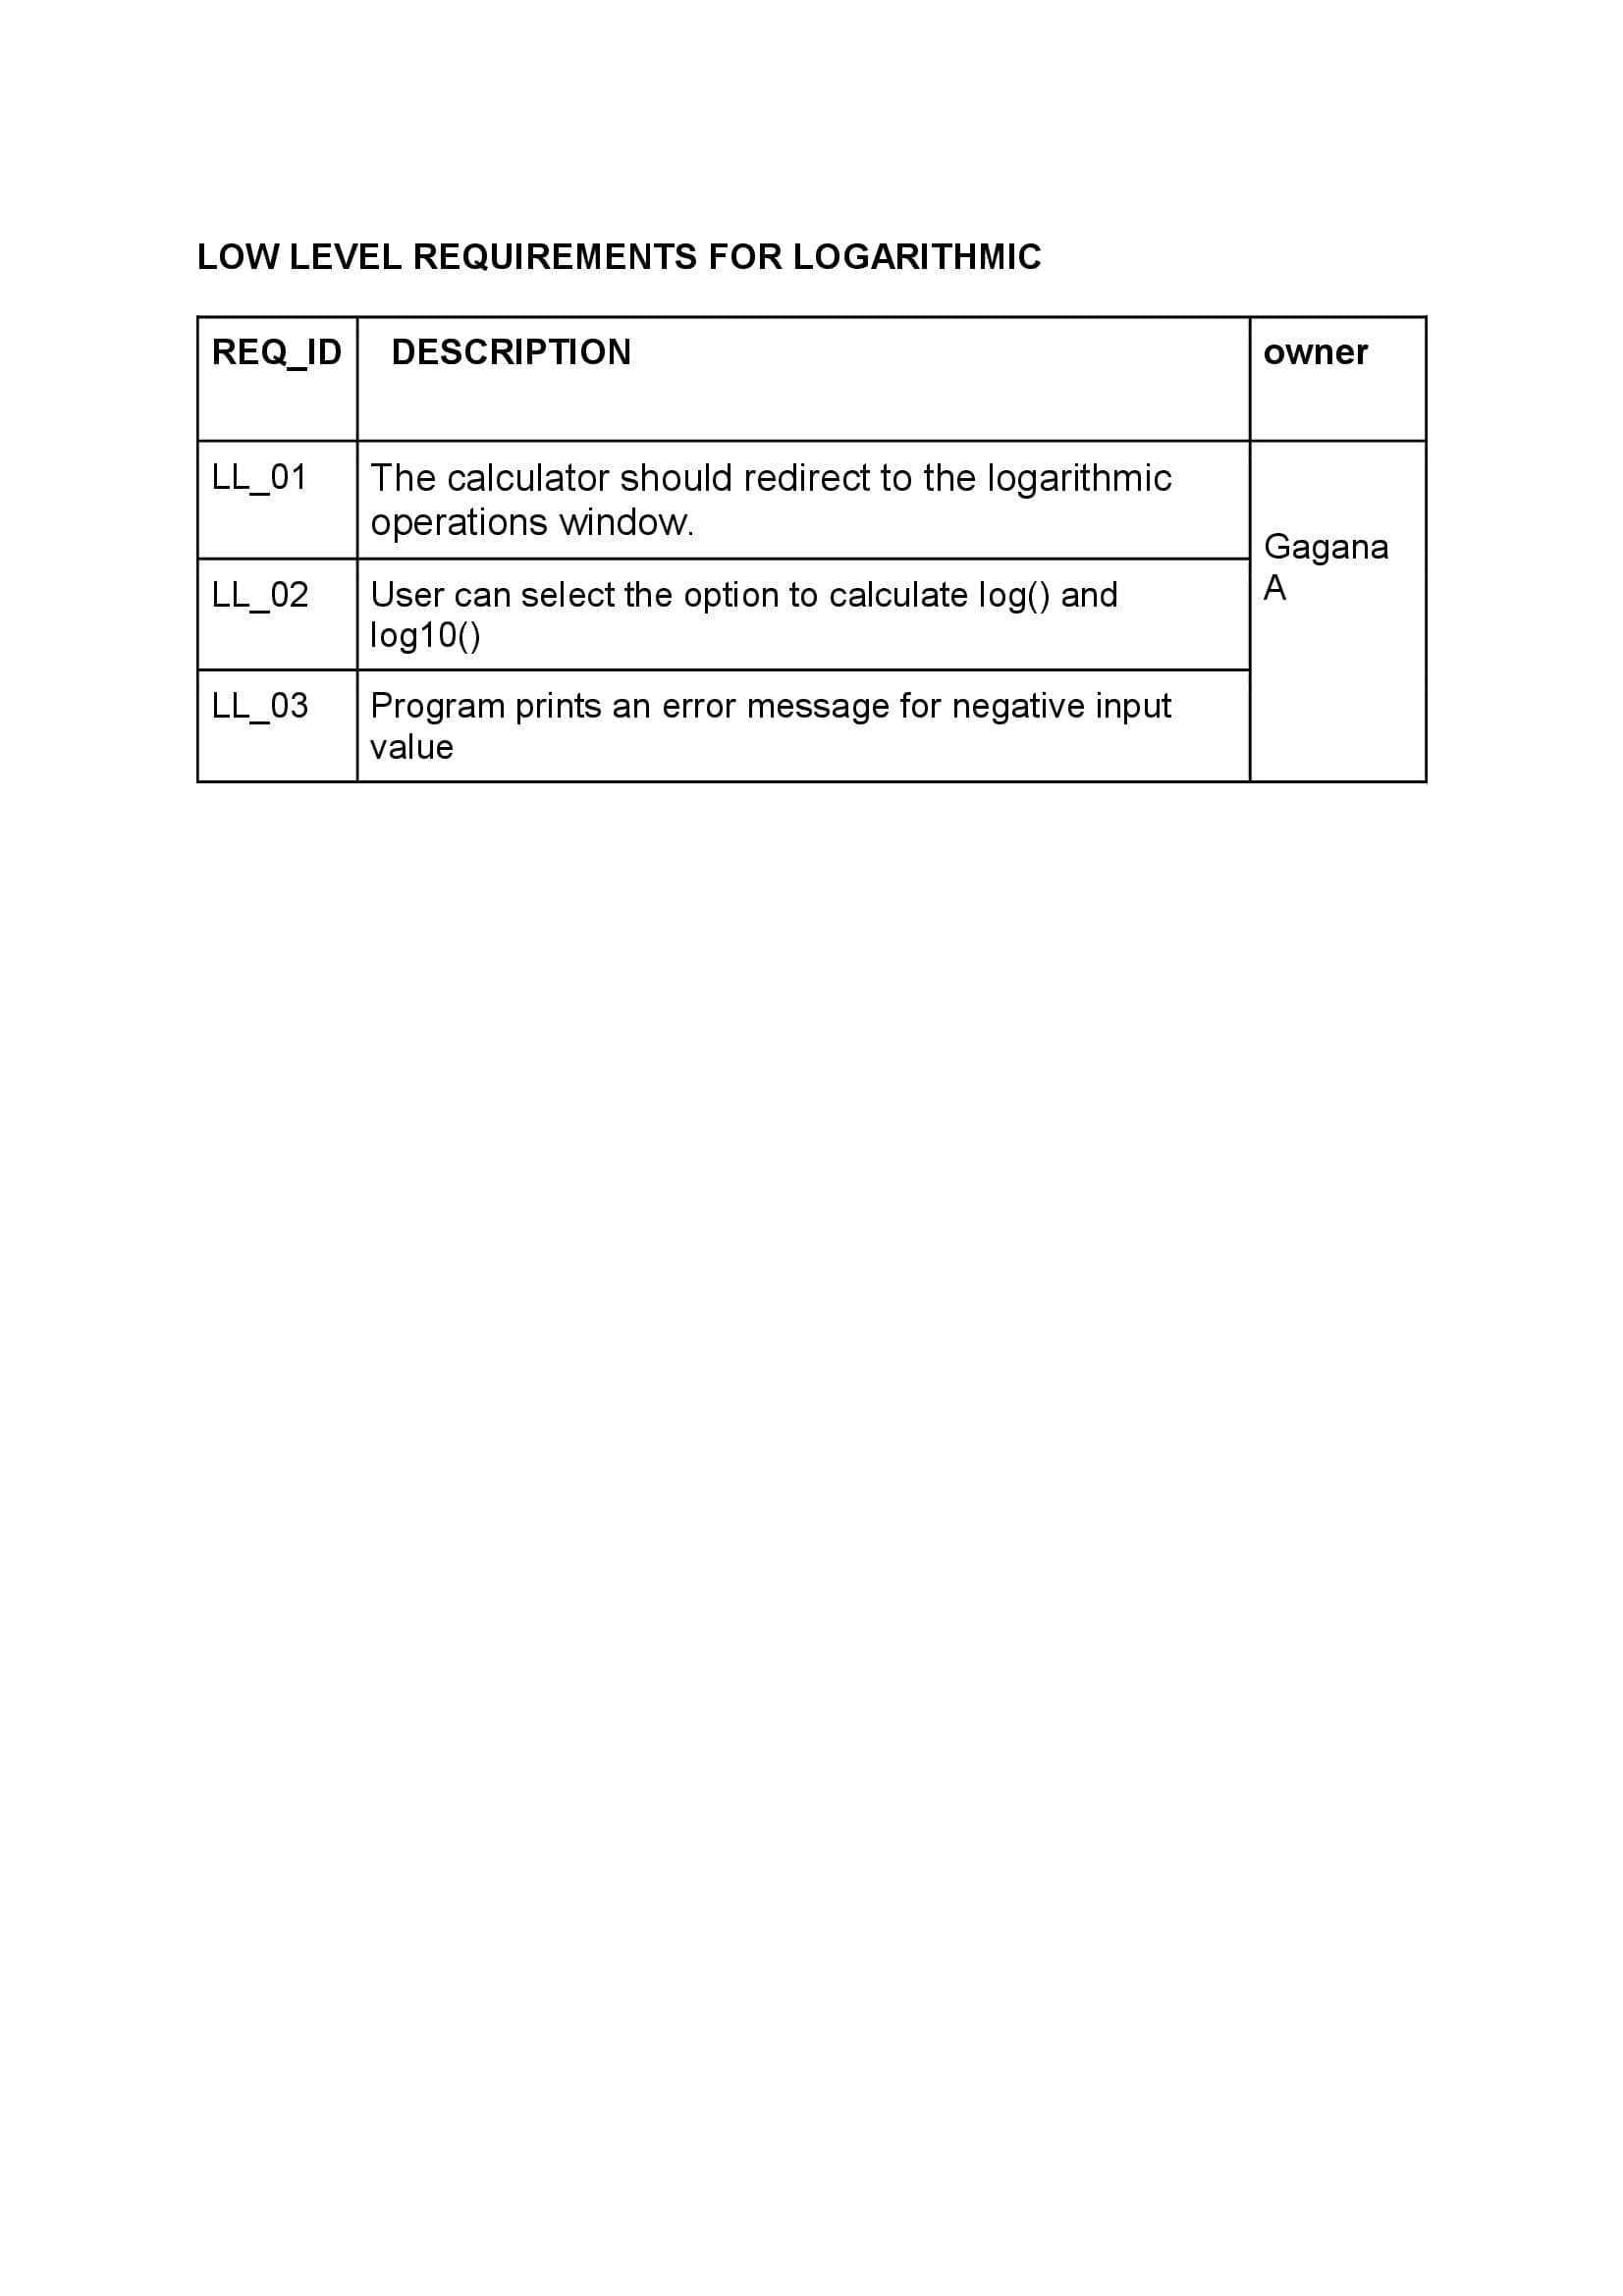 LOW LEVEL REQUIREMENTS FOR LOGARITHMIC
REQ_ID DESCRIPTION owner
LL_01 The calculator should redirect to the logarithmic
operations window.
Gagana
A
LL_02 User can select the option to calculate log() and
log10()
LL_03 Program prints an error message for negative input
value